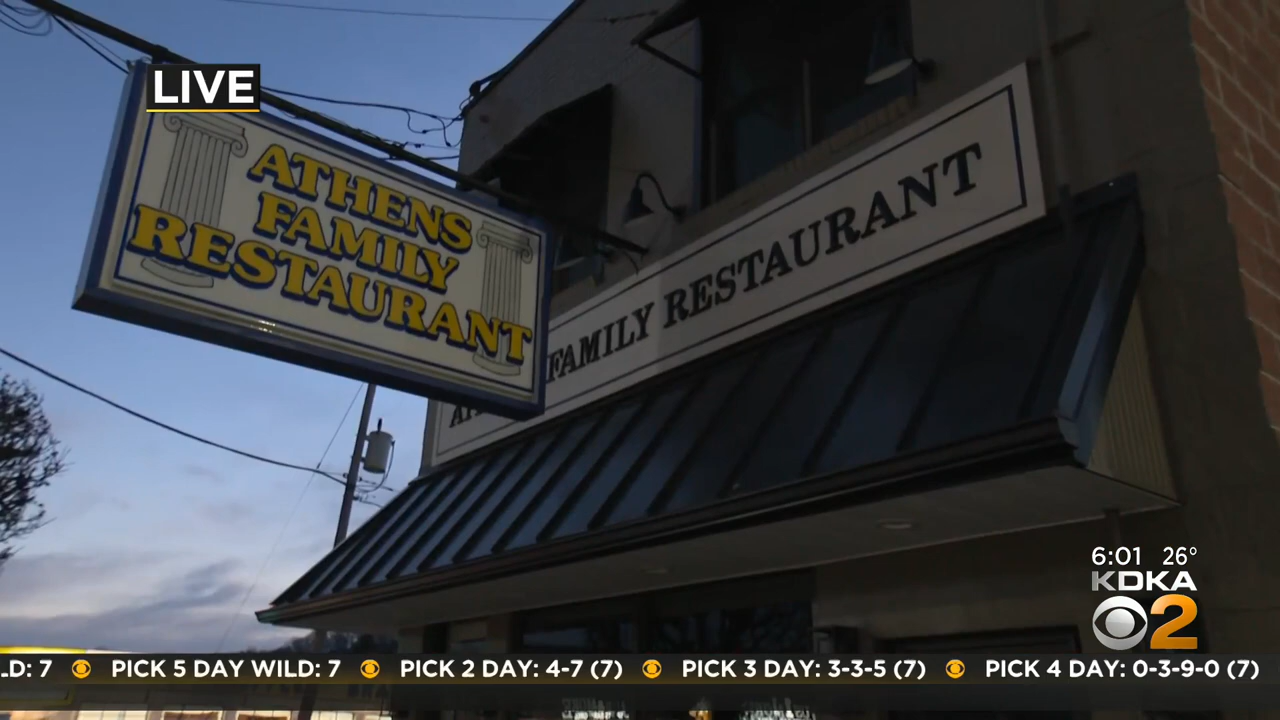 LIVE
ATHENS
FAMILY
RESTAURANT
FAMILY RESTAURANT
6:01 26°
KDKA
2
.D: 7 PICK 5 DAY WILD: 7 PICK 2 DAY: 4-7 (7) PICK 3 DAY: 3-3-5 (7) PICK 4 DAY: 0-3-9-0 (7)